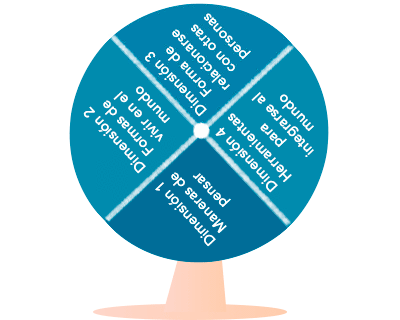 Dimensión 1
Maneras de
pensar
Dimensión 2
Formas de
vivir en el
mundo
Dimensión 3
Forma de
relacionarse
con otras
personas
Dimensión 4
Herramientas
para
integrarse al
mundo